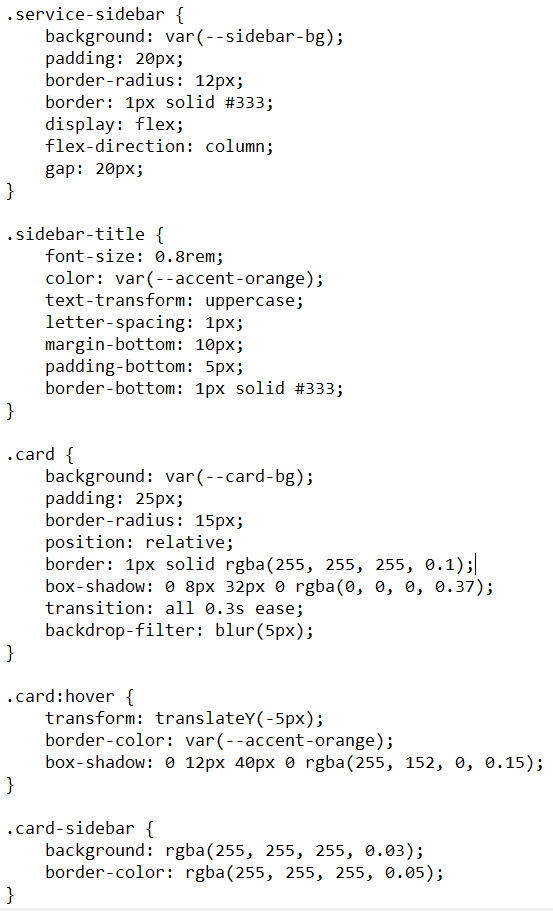 .service-sidebar {
    background: var(--sidebar-bg);
    padding: 20px;
    border-radius: 12px;
    border: 1px solid #333;
    display: flex;
    flex-direction: column;
    gap: 20px;
}

.sidebar-title {
    font-size: 0.8rem;
    color: var(--accent-orange);
    text-transform: uppercase;
    letter-spacing: 1px;
    margin-bottom: 10px;
    padding-bottom: 5px;
    border-bottom: 1px solid #333;
}

.card {
    background: var(--card-bg);
    padding: 25px;
    border-radius: 15px;
    position: relative;
    border: 1px solid rgba(255, 255, 255, 0.1);
    box-shadow: 0 8px 32px 0 rgba(0, 0, 0, 0.37);
    transition: all 0.3s ease;
    backdrop-filter: blur(5px);
}

.card:hover {
    transform: translateY(-5px);
    border-color: var(--accent-orange);
    box-shadow: 0 12px 40px 0 rgba(255, 152, 0, 0.15);
}

.card-sidebar {
    background: rgba(255, 255, 255, 0.03);
    border-color: rgba(255, 255, 255, 0.05);
}